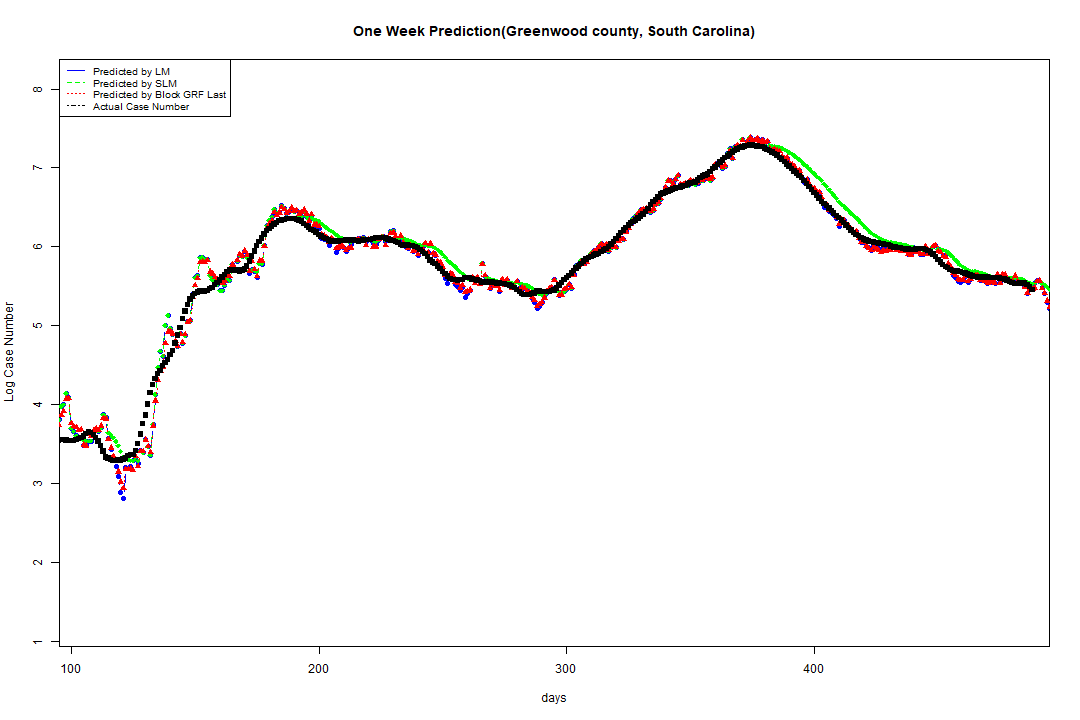 One Week Prediction(Greenwood county, South Carolina)
Predicted by LM
Predicted by SLM
Predicted by Block GRF Last
Actual Case Number
8
7
6
5
4
3
2
1
Log Case Number
100 200 300 400
days